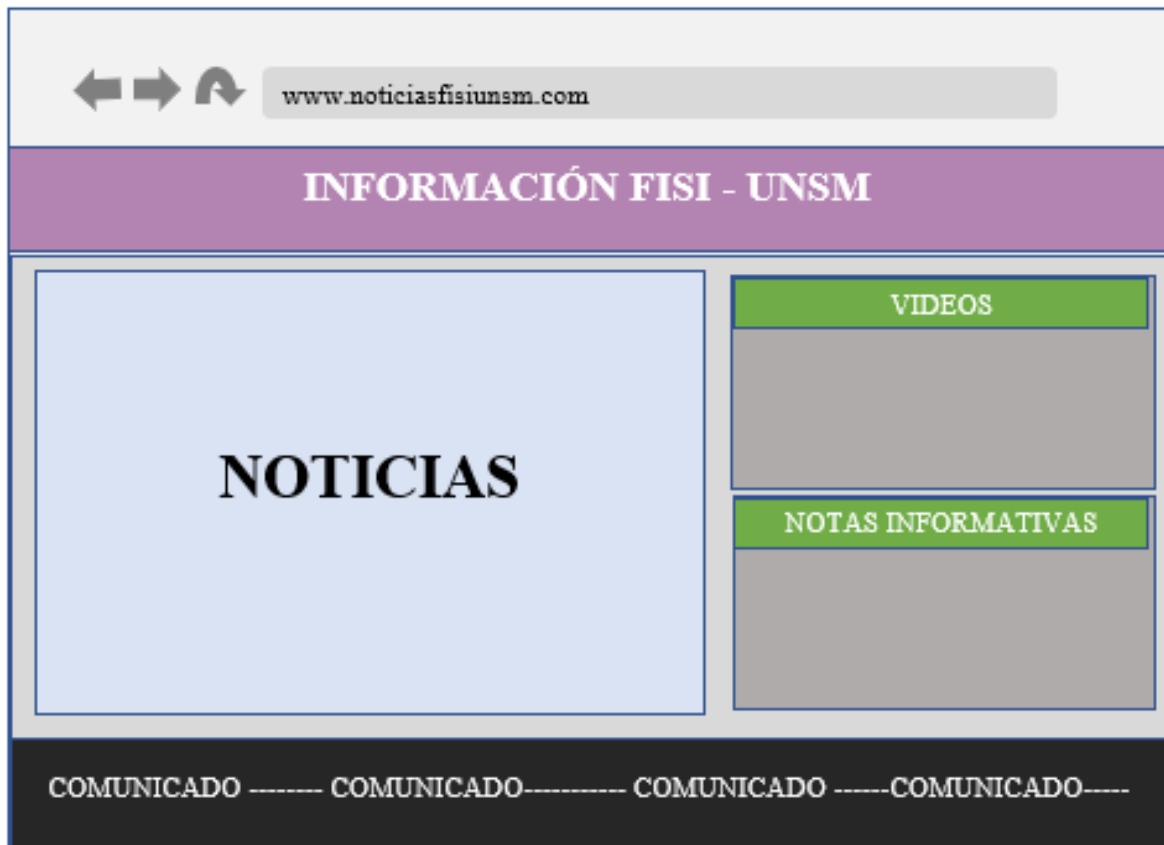 www.noticiasfisiunsm.com
INFORMACIÓN FISI - UNSM
NOTICIAS
VIDEOS
NOTAS INFORMATIVAS
COMUNICADO -------- COMUNICADO----------- COMUNICADO ------COMUNICADO-----